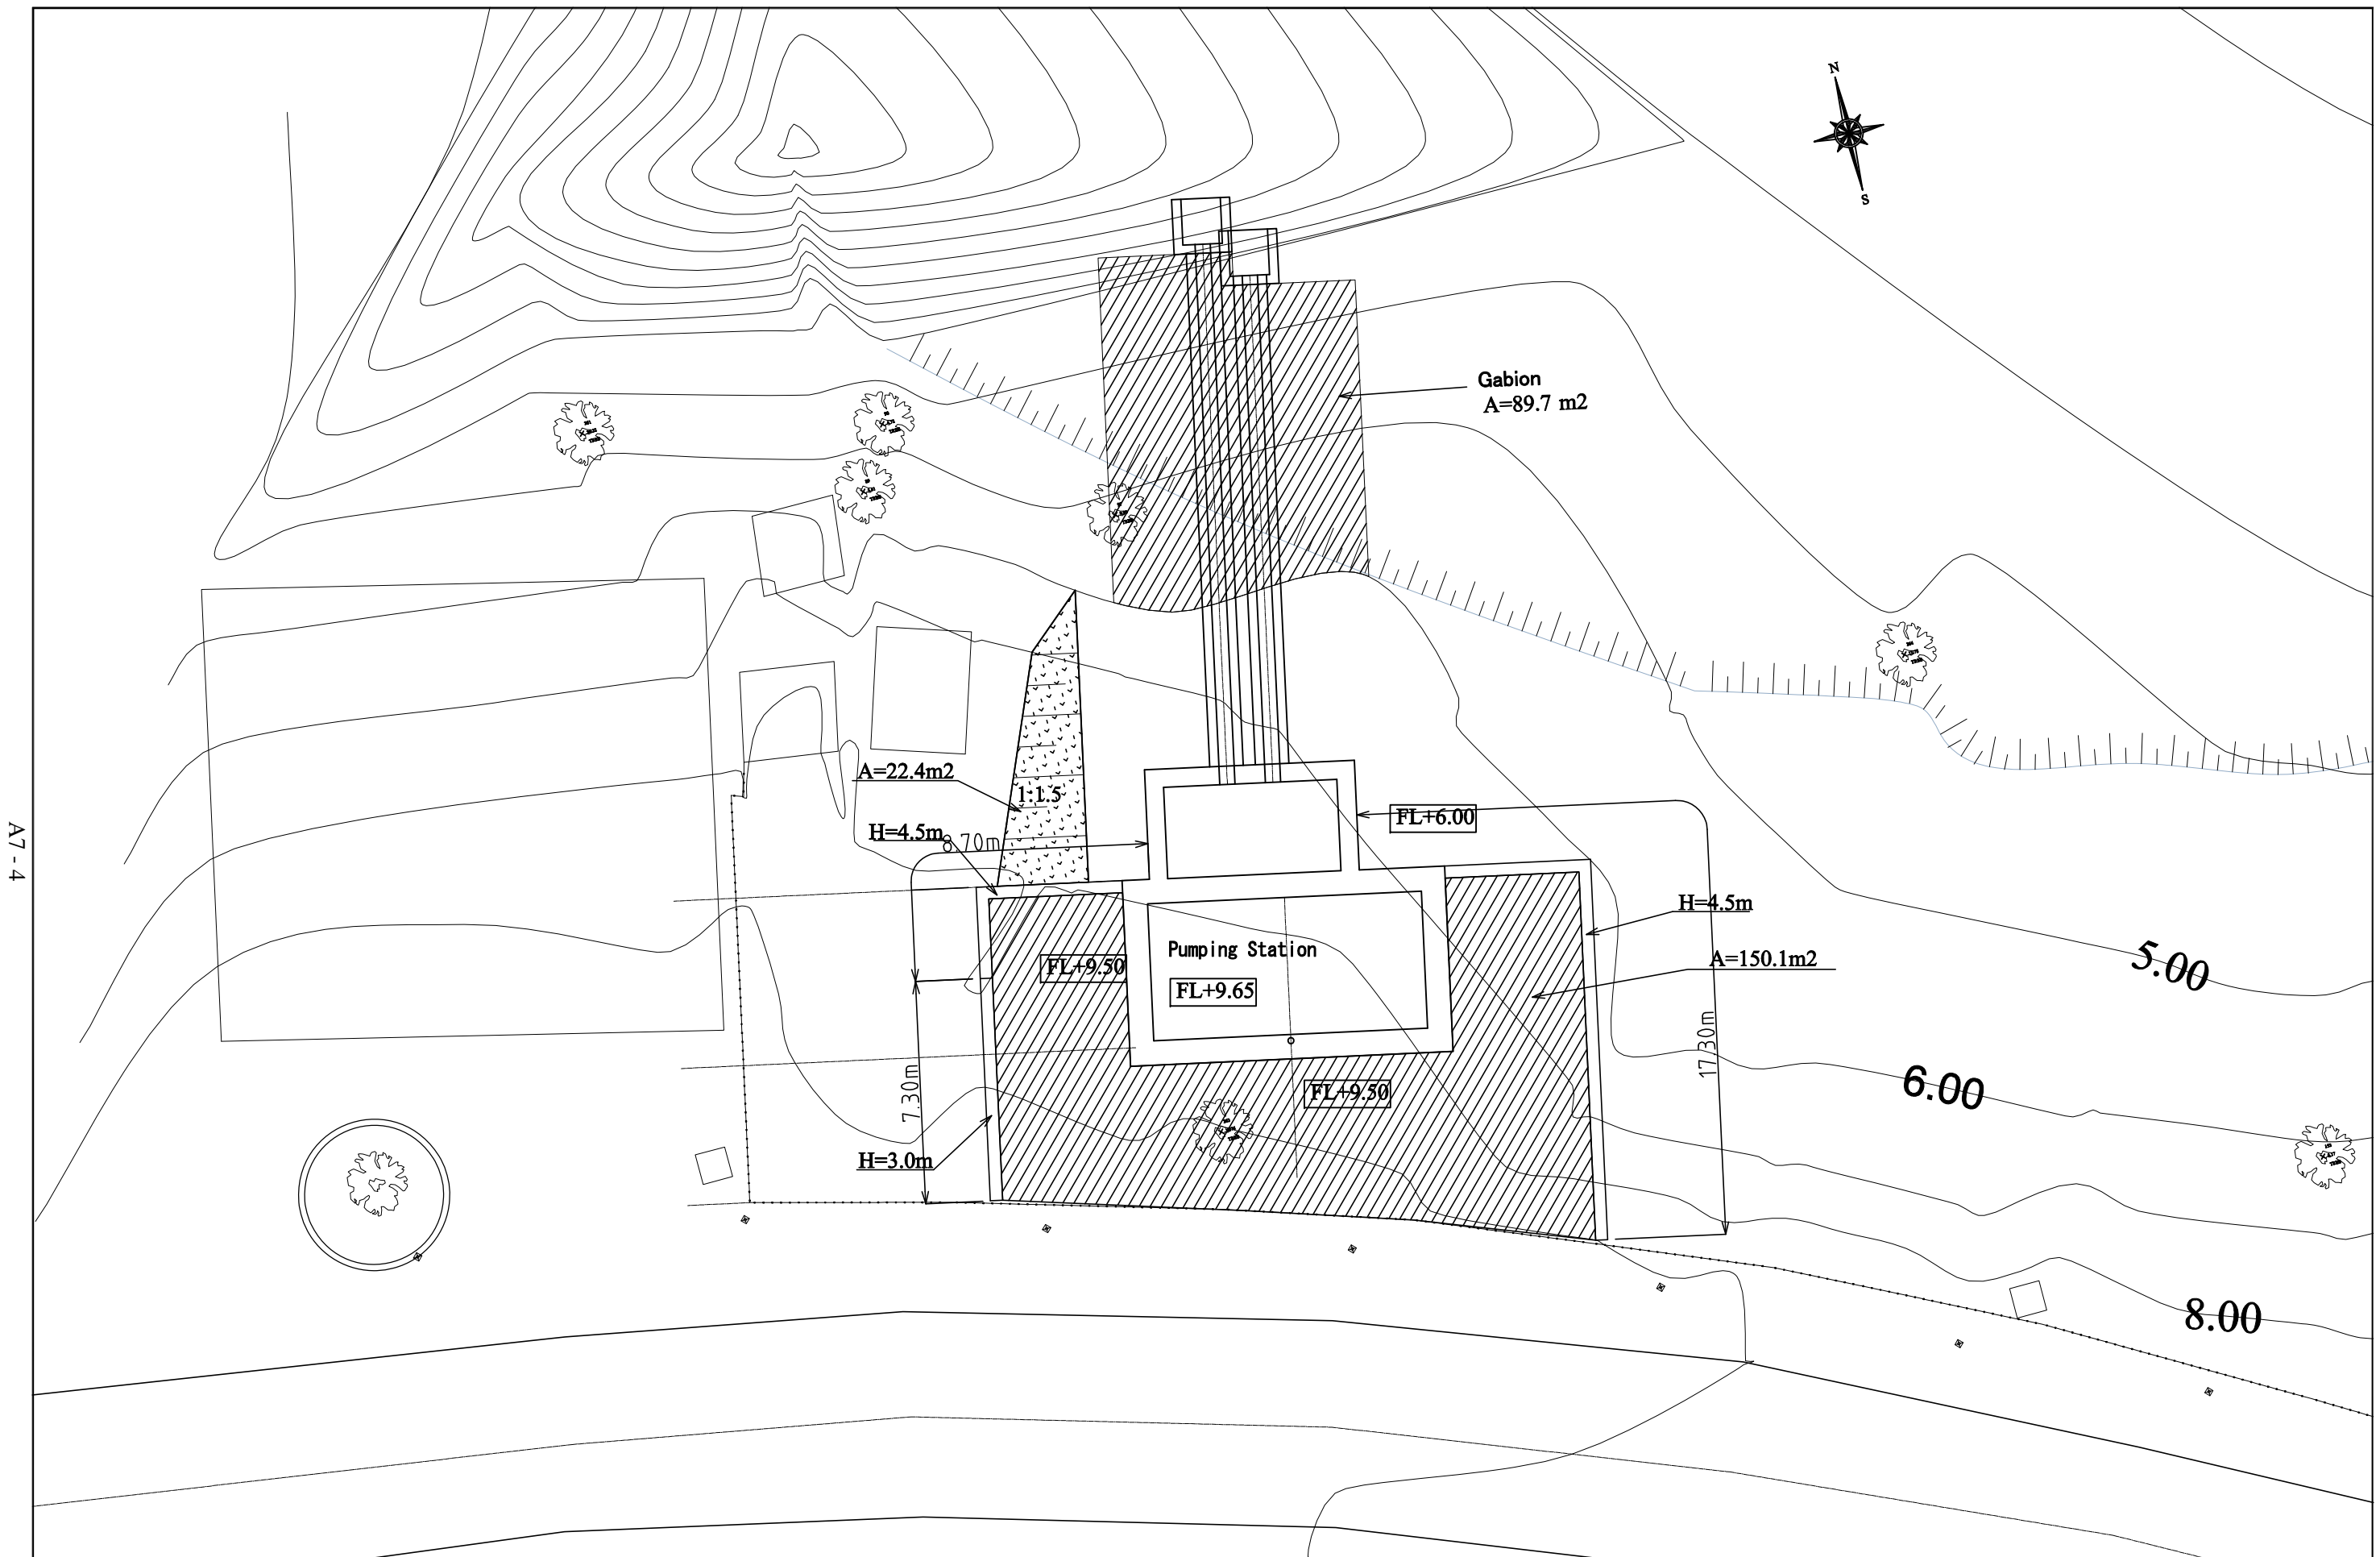 N
S
Gabion
A=89.7 m2
A=22.4m2
1:1.5
FL+6.00
H=4.5m
8.70m
A7 - 4
H=4.5m
Pumping Station
A=150.1m2
FL+9.50
5.00
FL+9.65
17.30m
7.30m
FL+9.50
6.00
H=3.0m
8.00